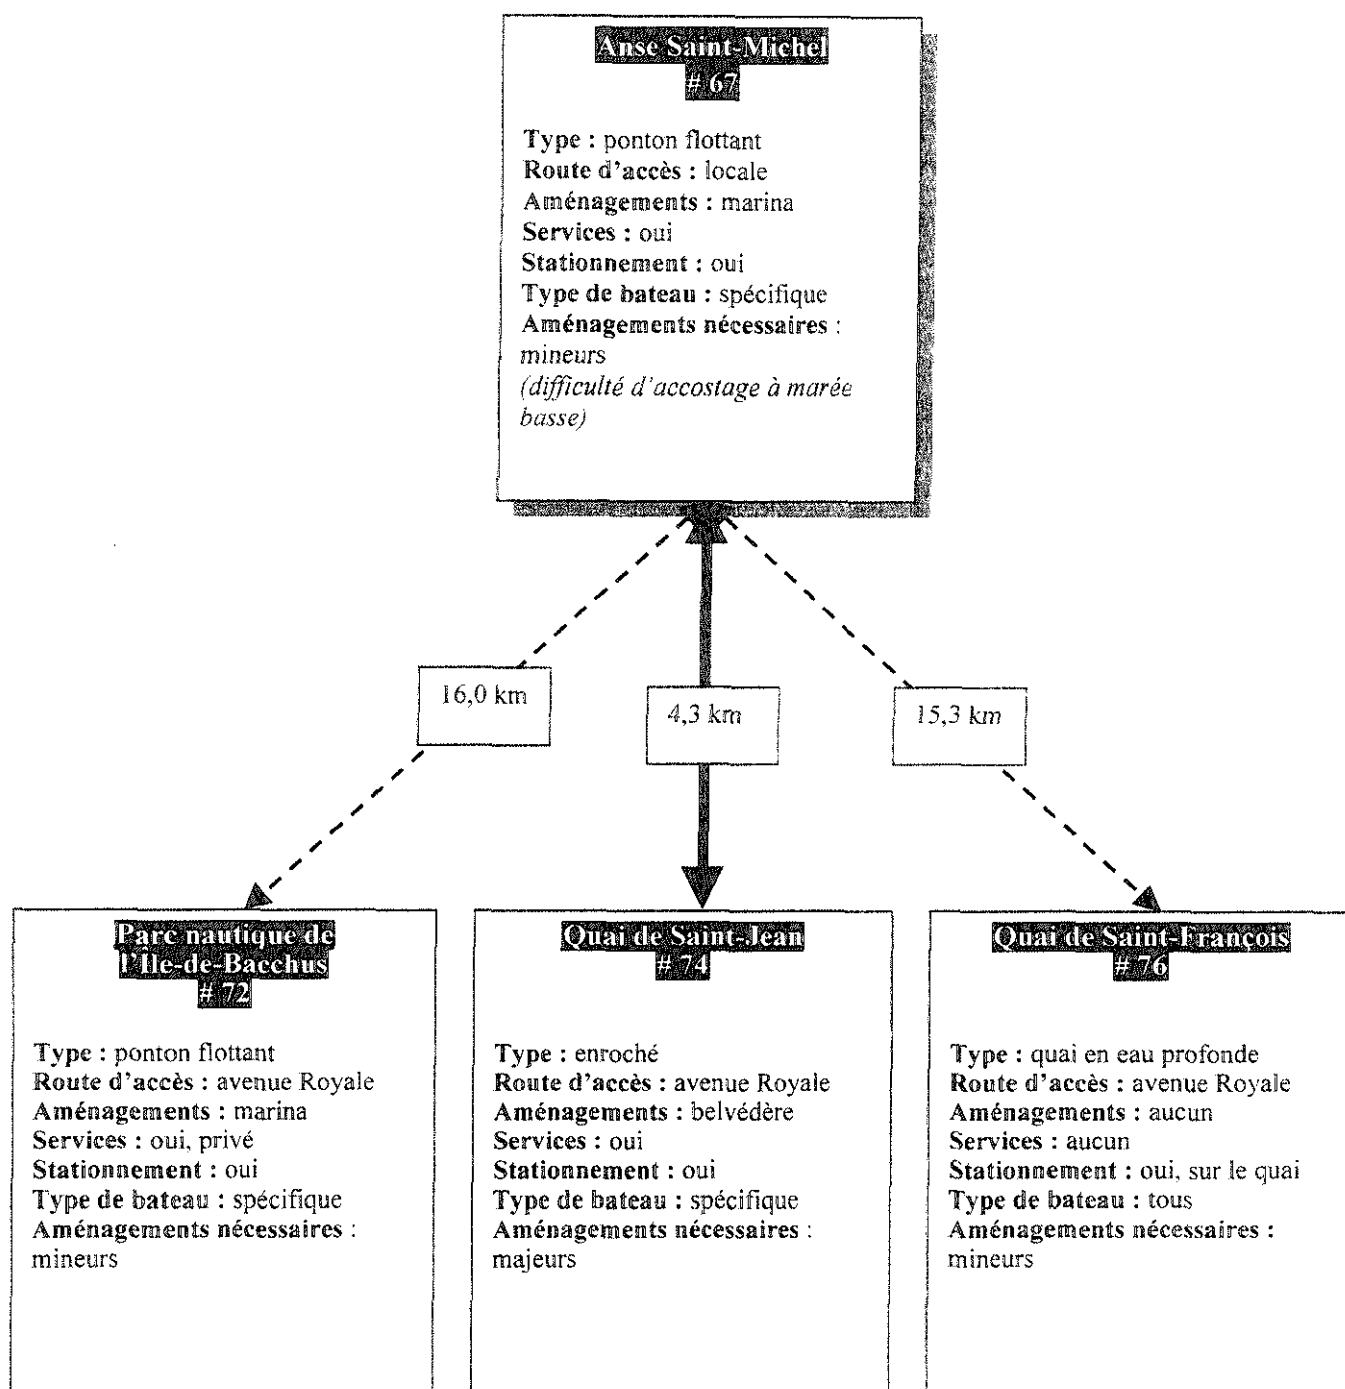 Anse Saint-Michel
# 67
Type : ponton flottant
Route d'accès : locale
Aménagements : marina
Services : oui
Stationnement : oui
Type de bateau : spécifique
Aménagements nécessaires :
mineurs
(difficulté d'accostage à marée
basse)
16,0 km
4,3 km
15,3 km
Parc nautique de
l'Île-de-Bacchus
# 72
Type : ponton flottant
Route d'accès : avenue Royale
Aménagements : marina
Services : oui, privé
Stationnement : oui
Type de bateau : spécifique
Aménagements nécessaires :
mineurs
Quai de Saint-Jean
# 74
Type : enroché
Route d'accès : avenue Royale
Aménagements : belvédère
Services : oui
Stationnement : oui
Type de bateau : spécifique
Aménagements nécessaires :
majeurs
Quai de Saint-François
# 76
Type : quai en eau profonde
Route d'accès : avenue Royale
Aménagements : aucun
Services : aucun
Stationnement : oui, sur le quai
Type de bateau : tous
Aménagements nécessaires :
mineurs